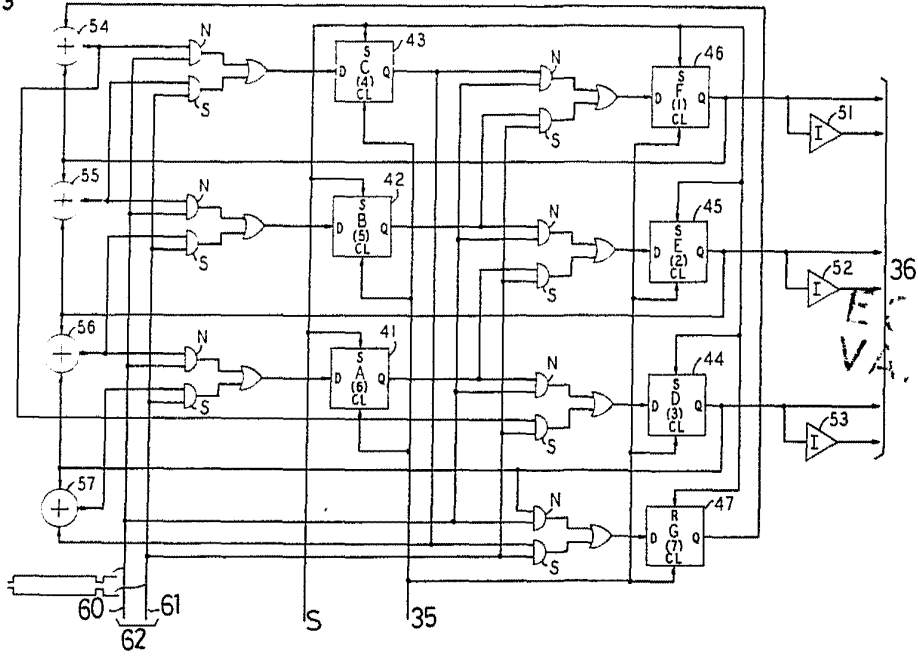 3
54
N
S
C
(4)
CL
D
Q
43
N
S
F
(1)
CL
D
Q
46
51
I
S
S
55
N
S
B
(5)
CL
D
Q
42
N
S
E
(2)
CL
D
Q
45
52
I
36
S
S
56
N
S
A
(6)
CL
D
Q
41
N
S
D
(3)
CL
D
Q
44
53
I
S
S
57
N
R
G
(7)
CL
D
Q
47
S
60
61
62
S
35